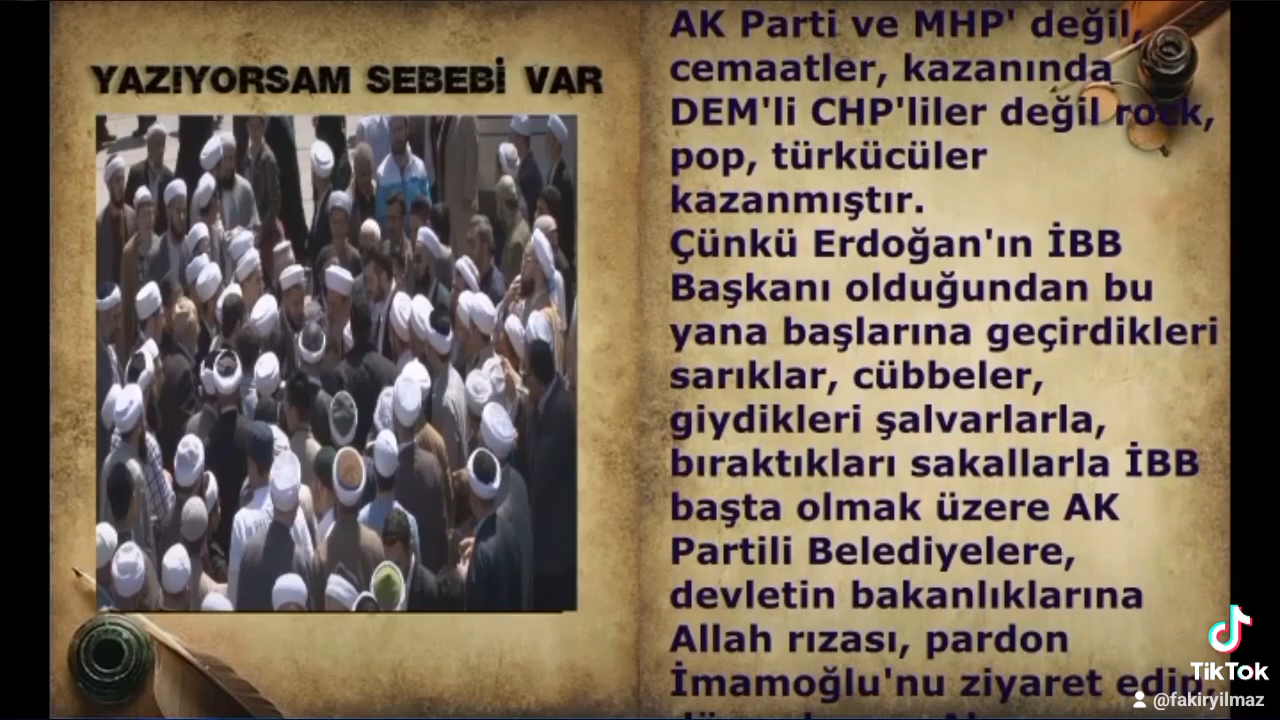 YAZIYORSAM SEBEBİ VAR
AK Parti ve MHP' değil,
cemaatler, kazanında
DEM'li CHP'liler değil rock,
pop, türkücüler
kazanmıştır.
Çünkü Erdoğan'ın İBB
Başkanı olduğundan bu
yana başlarına geçirdikleri
sarıklar, cübbeler,
giydikleri şalvarlarla,
bıraktıkları sakallarla İBB
başta olmak üzere AK
Partili Belediyelere,
devletin bakanlıklarına
Allah rızası, pardon
İmamoğlu'nu ziyaret edip,
TikTok
@fakiryilmaz